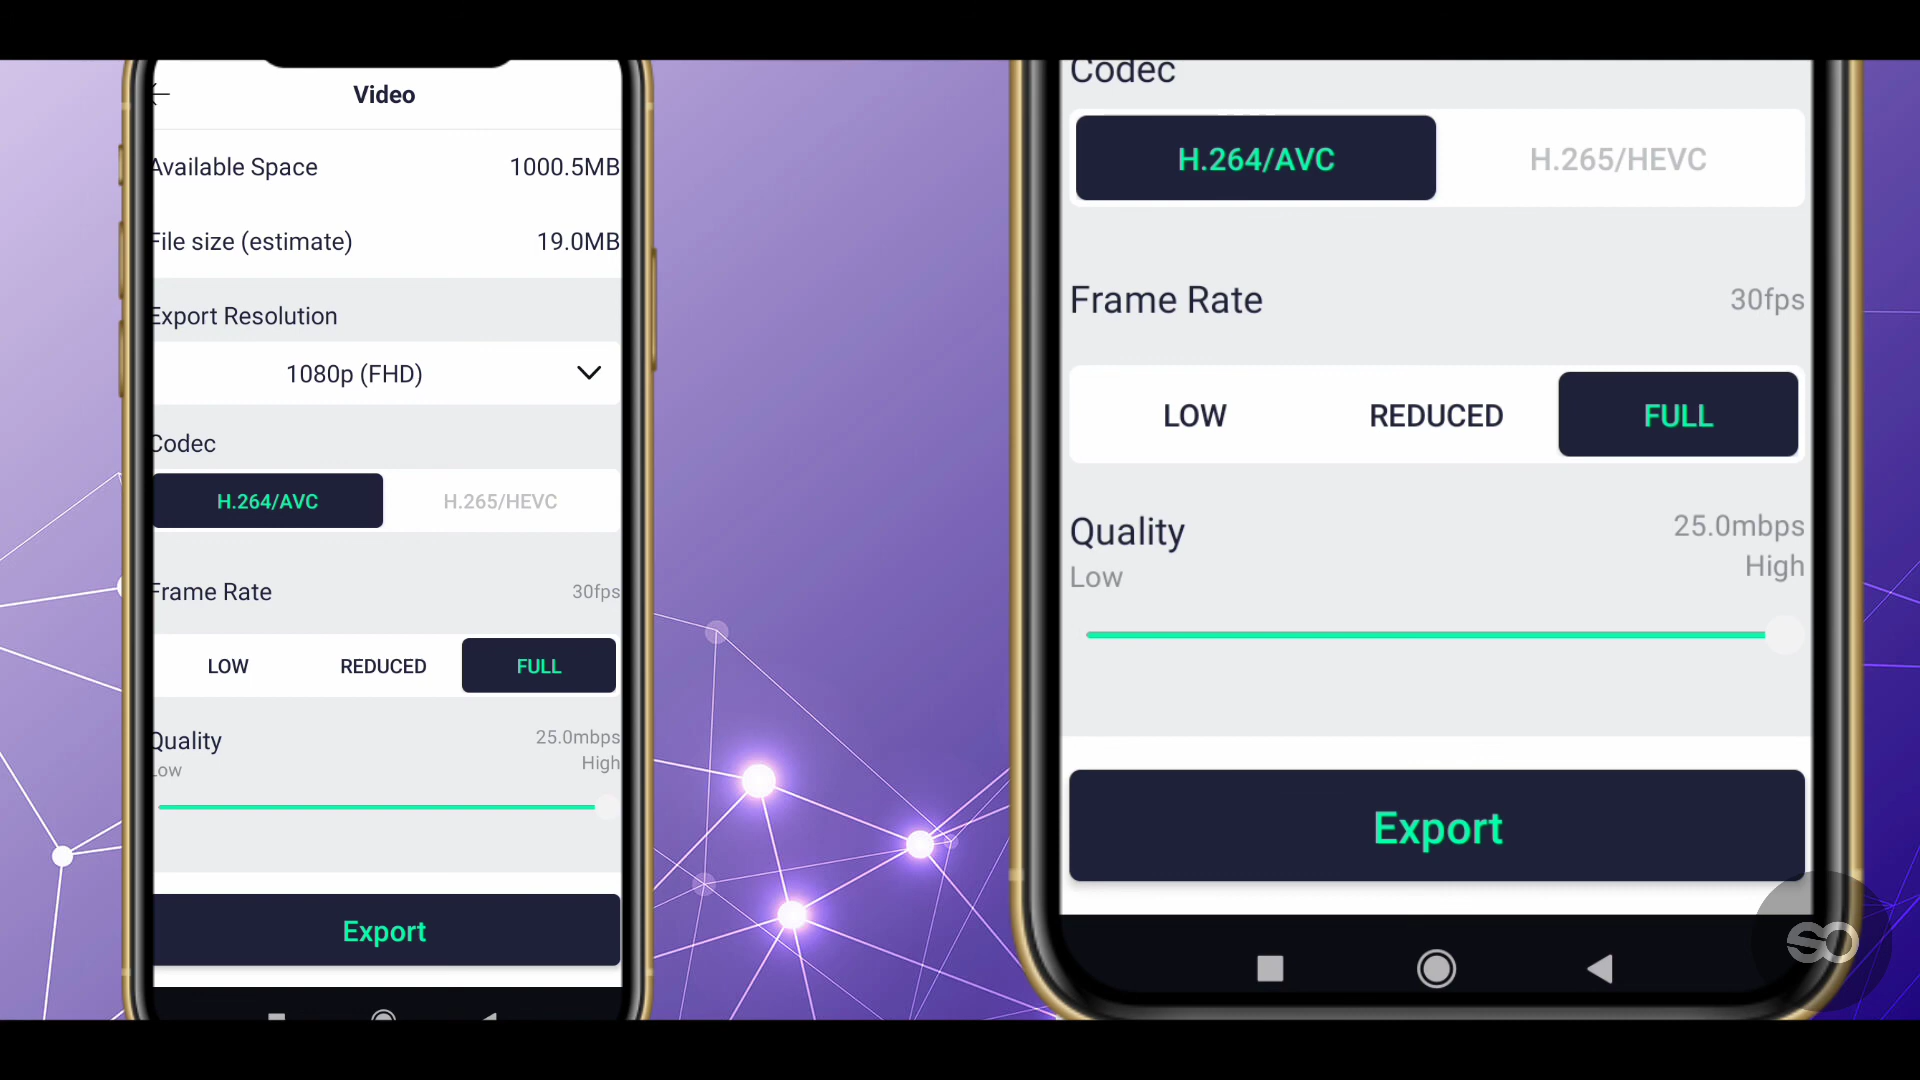 Video
Available Space 1000.5MB
File size (estimate) 19.0MB
Export Resolution
1080p (FHD)
Codec
H.264/AVC H.265/HEVC
Frame Rate 30fps
LOW REDUCED FULL
Quality 25.0mbps
Low High
Export
Codec
H.264/AVC H.265/HEVC
Frame Rate 30fps
LOW REDUCED FULL
Quality 25.0mbps
Low High
Export